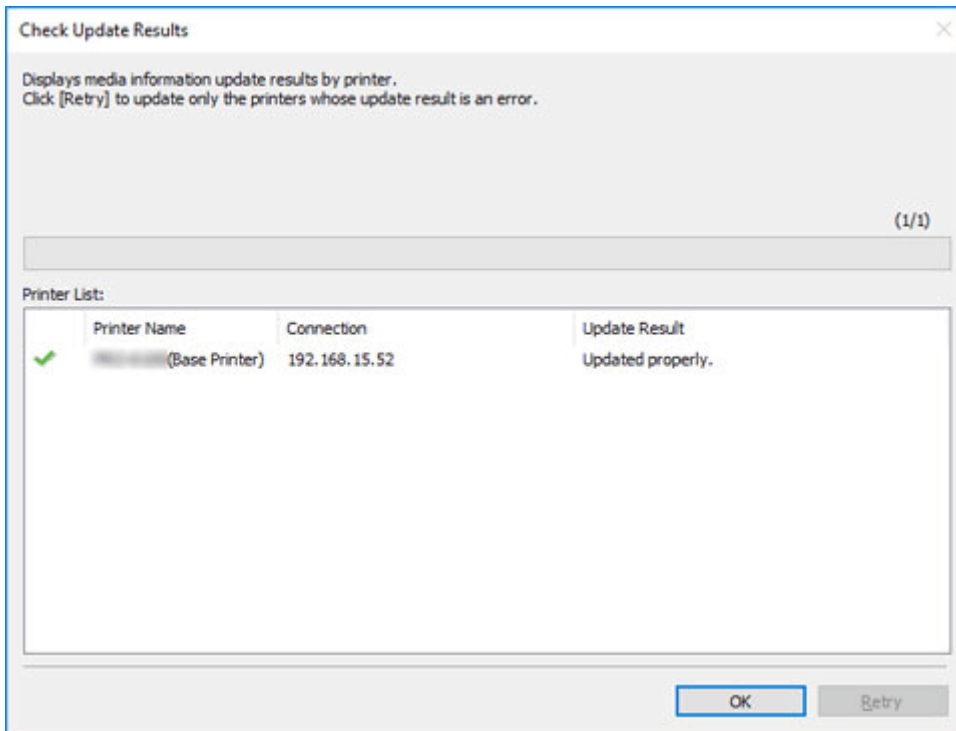 Check Update Results
Displays media information update results by printer.
Click [Retry] to update only the printers whose update result is an error.
(1/1)
Printer List:
Printer Name Connection Update Result
(Base Printer) 192.168.15.52 Updated properly.
OK Retry